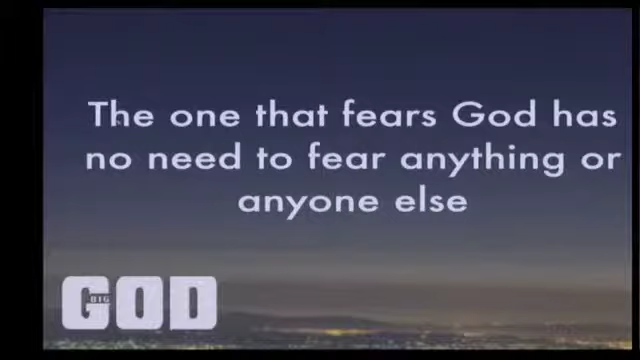 The one that fears God has
no need to fear anything or
anyone else
BIG
GOD